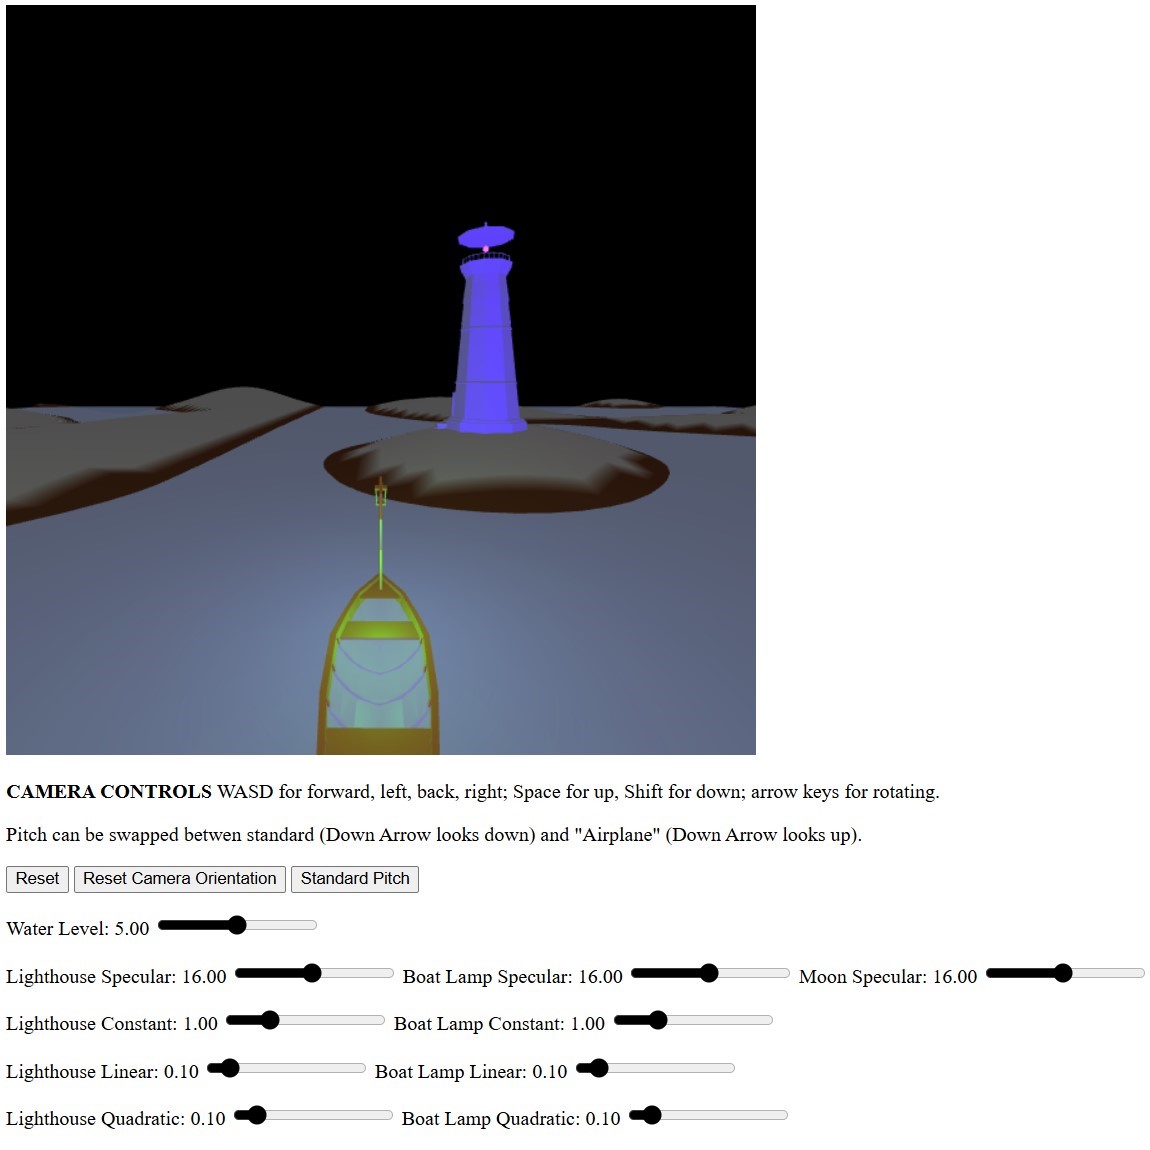 CAMERA CONTROLS WASD for forward, left, back, right; Space for up, Shift for down; arrow keys for rotating.
Pitch can be swapped betwen standard (Down Arrow looks down) and "Airplane" (Down Arrow looks up).
Reset Reset Camera Orientation Standard Pitch
Water Level: 5.00
Lighthouse Specular: 16.00 Boat Lamp Specular: 16.00 Moon Specular: 16.00
Lighthouse Constant: 1.00 Boat Lamp Constant: 1.00
Lighthouse Linear: 0.10 Boat Lamp Linear: 0.10
Lighthouse Quadratic: 0.10 Boat Lamp Quadratic: 0.10